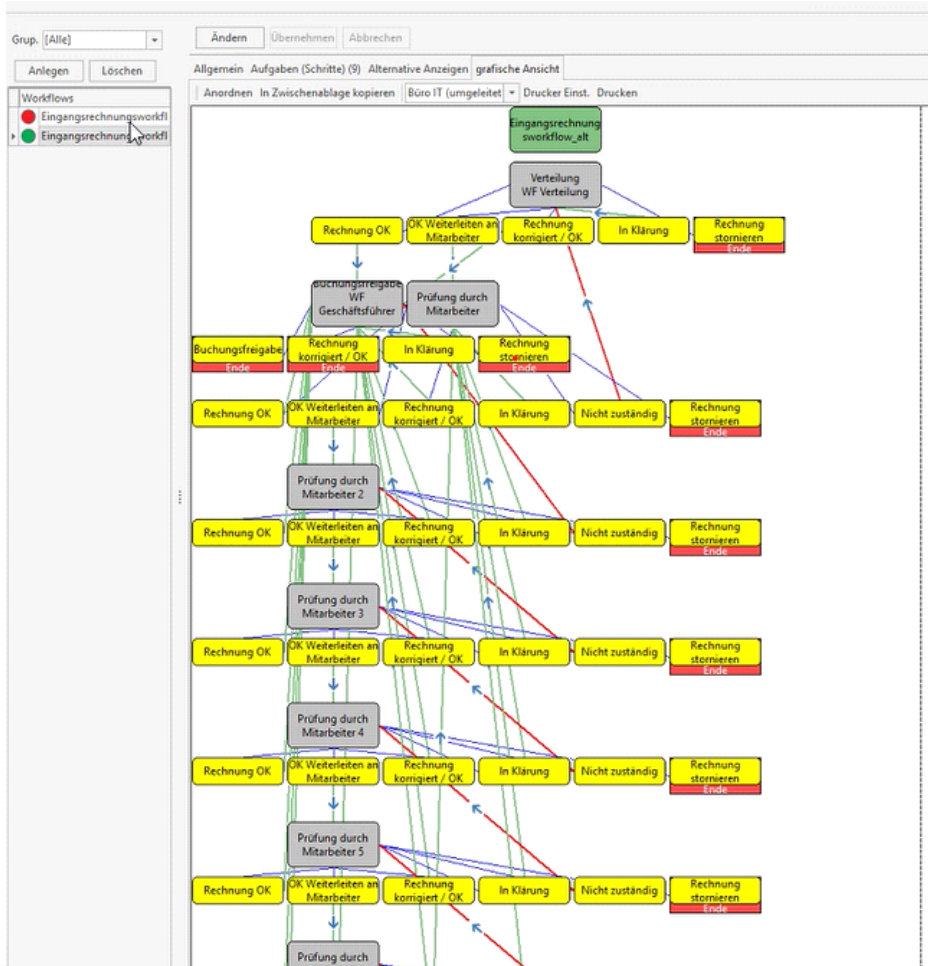 Grup. [Alle]
Ändern Übernehmen Abbrechen
Anlegen Löschen
Allgemein Aufgaben (Schritte) (9) Alternative Anzeigen grafische Ansicht
Anordnen In Zwischenablage kopieren Büro IT (umgeleitet Drucker Einst. Drucken
Workflows
Eingangsrechnungsworkfl
Eingangsrechnungsworkfl
Eingangsrechnung
sworkflow_alt
Verteilung
WF Verteilung
Rechnung OK
OK Weiterleiten an
Mitarbeiter
Rechnung
korrigiert / OK
In Klärung
Rechnung
stornieren
Ende
Buchungsfreigabe
WF
Geschäftsführer
Prüfung durch
Mitarbeiter
Buchungsfreigabe
Ende
Rechnung
korrigiert / OK
Ende
In Klärung
Rechnung
stornieren
Ende
Rechnung OK
OK Weiterleiten an
Mitarbeiter
Rechnung
korrigiert / OK
In Klärung
Nicht zuständig
Rechnung
stornieren
Ende
Prüfung durch
Mitarbeiter 2
Rechnung OK
OK Weiterleiten an
Mitarbeiter
Rechnung
korrigiert / OK
In Klärung
Nicht zuständig
Rechnung
stornieren
Ende
Prüfung durch
Mitarbeiter 3
Rechnung OK
OK Weiterleiten an
Mitarbeiter
Rechnung
korrigiert / OK
In Klärung
Nicht zuständig
Rechnung
stornieren
Ende
Prüfung durch
Mitarbeiter 4
Rechnung OK
OK Weiterleiten an
Mitarbeiter
Rechnung
korrigiert / OK
In Klärung
Nicht zuständig
Rechnung
stornieren
Ende
Prüfung durch
Mitarbeiter 5
Rechnung OK
OK Weiterleiten an
Mitarbeiter
Rechnung
korrigiert / OK
In Klärung
Nicht zuständig
Rechnung
stornieren
Ende
Prüfung durch